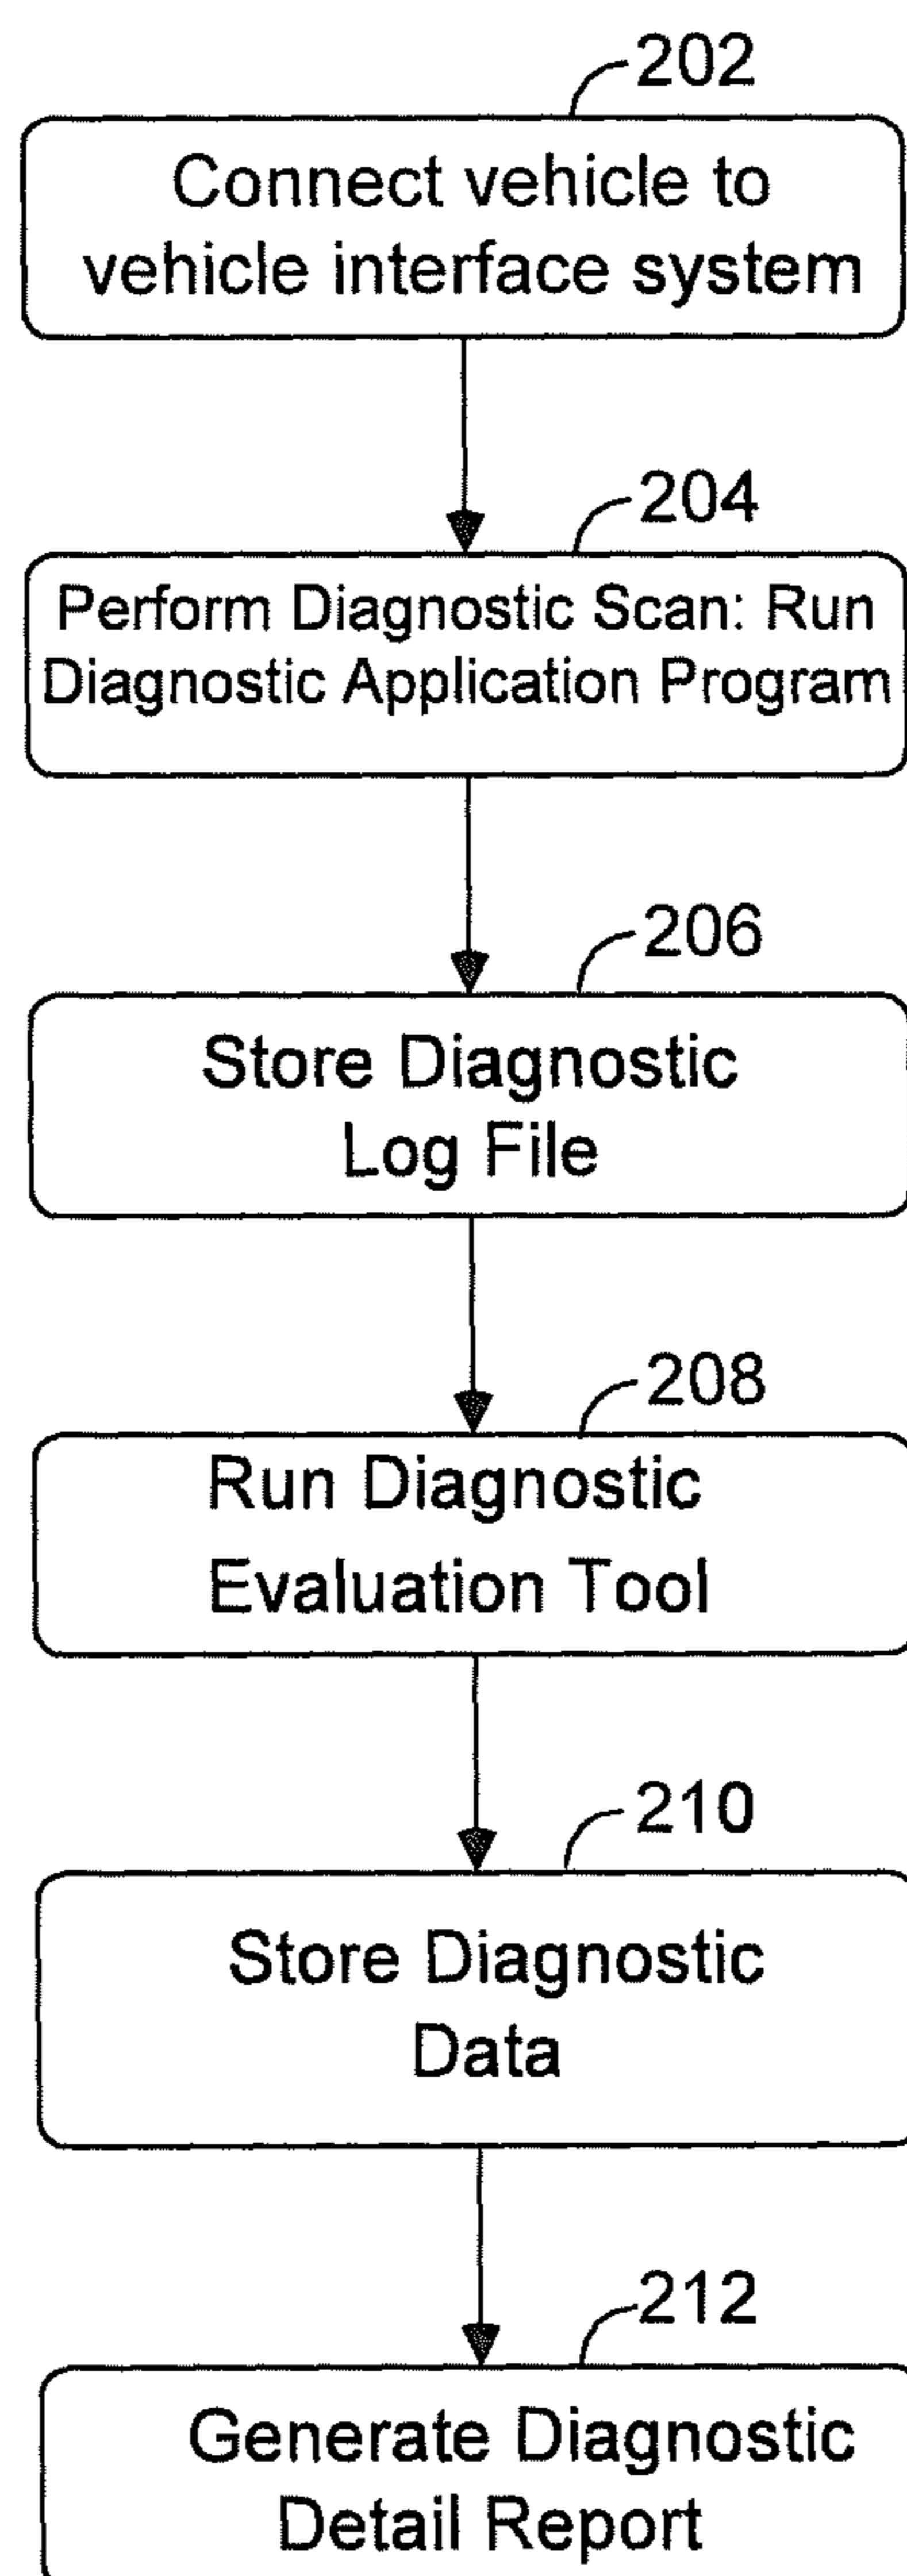 202
Connect vehicle to
vehicle interface system
204
Perform Diagnostic Scan: Run
Diagnostic Application Program
206
Store Diagnostic
Log File
208
Run Diagnostic
Evaluation Tool
210
Store Diagnostic
Data
212
Generate Diagnostic
Detail Report